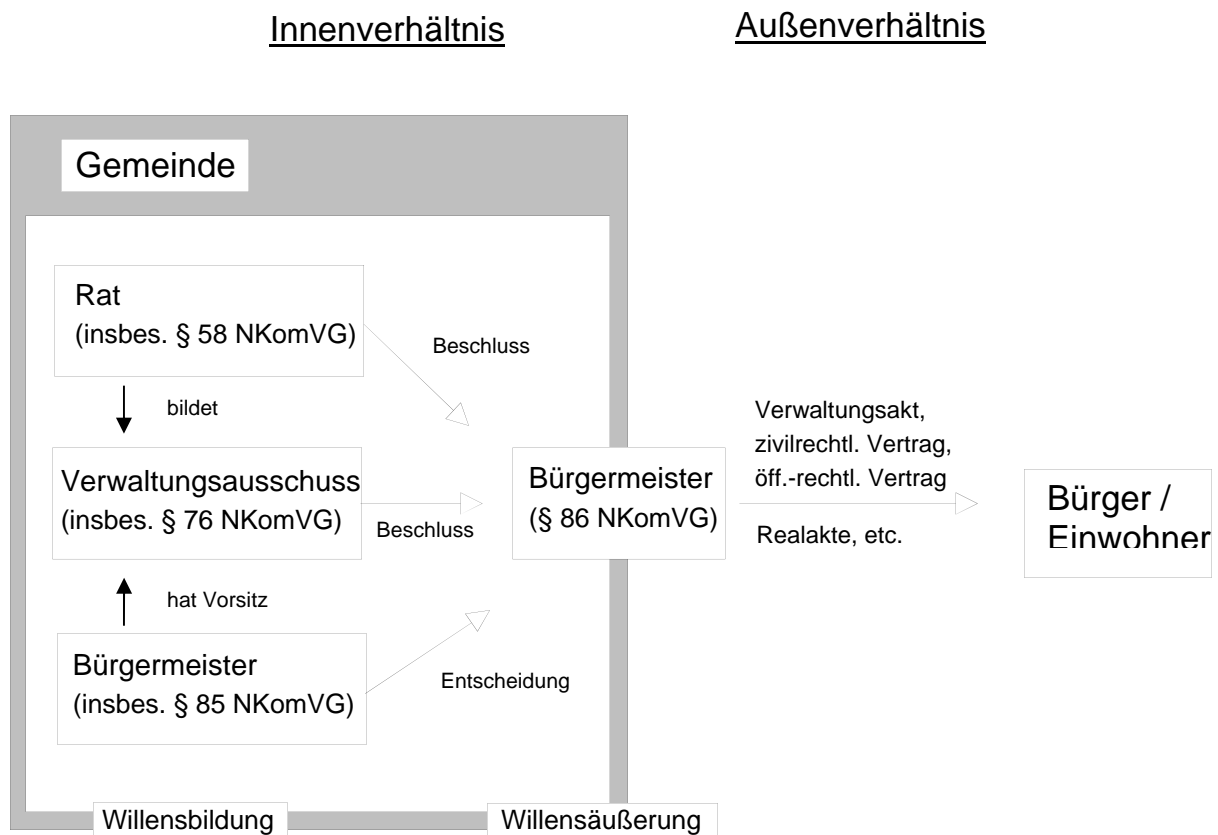 Innenverhältnis
Außenverhältnis
Gemeinde
Rat
(insbes. § 58 NKomVG)
Beschluss
bildet
Verwaltungsakt,
zivilrechtl. Vertrag,
öff.-rechtl. Vertrag
Verwaltungsausschuss
(insbes. § 76 NKomVG)
Beschluss
Bürgermeister
(§ 86 NKomVG)
Realakte, etc.
Bürger /
Einwohner
hat Vorsitz
Bürgermeister
(insbes. § 85 NKomVG)
Entscheidung
Willensbildung
Willensäußerung